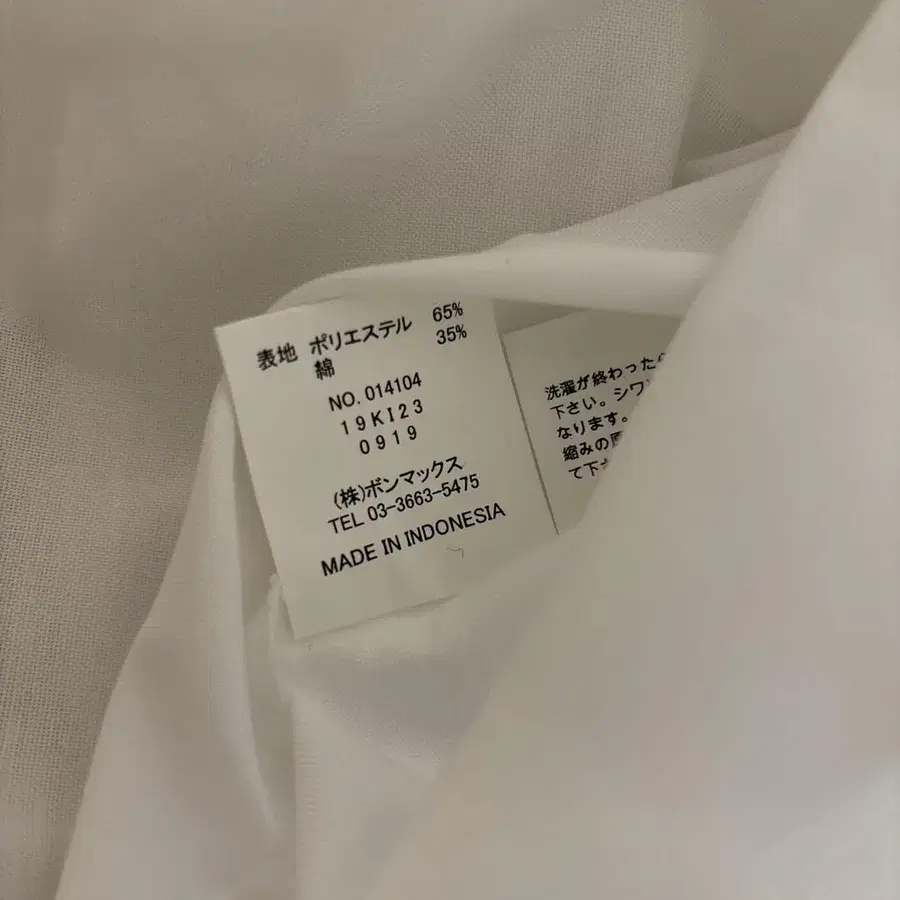 表地 ポリエステル 65%
綿 35%
NO. 014104
19KI23
0919
(株)ボンマックス
TEL 03-3663-5475
MADE IN INDONESIA
洗濯が終わった
下さい。シワ
なります。
縮みの原
て下さ